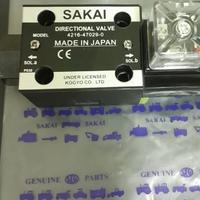 SAKAI
DIRECTIONAL VALVE
MODEL
4216-47029-0
MADE IN JAPAN
SOL.a
SOL.b
CE
UNDER LICENSED
KOGYO CO., LTD
SAKAI
SAKAI
GENUINE PARTS
GENUINE